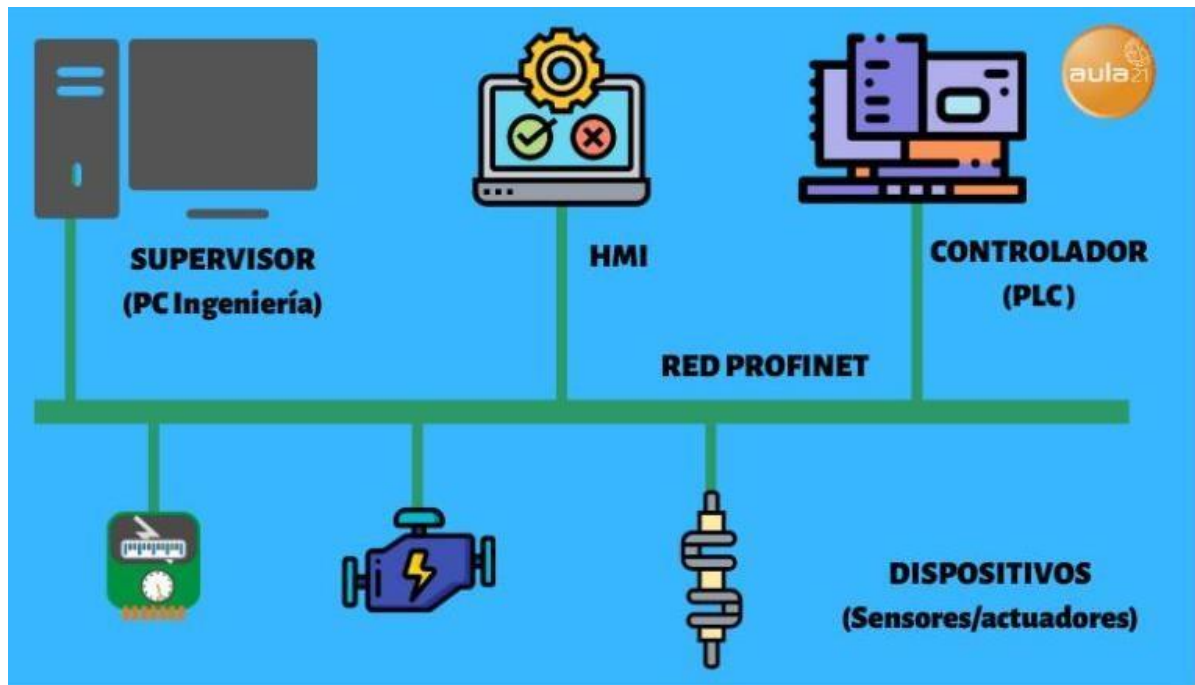 aula21
SUPERVISOR
(PC Ingeniería)
HMI
CONTROLADOR
(PLC)
RED PROFINET
DISPOSITIVOS
(Sensores/actuadores)